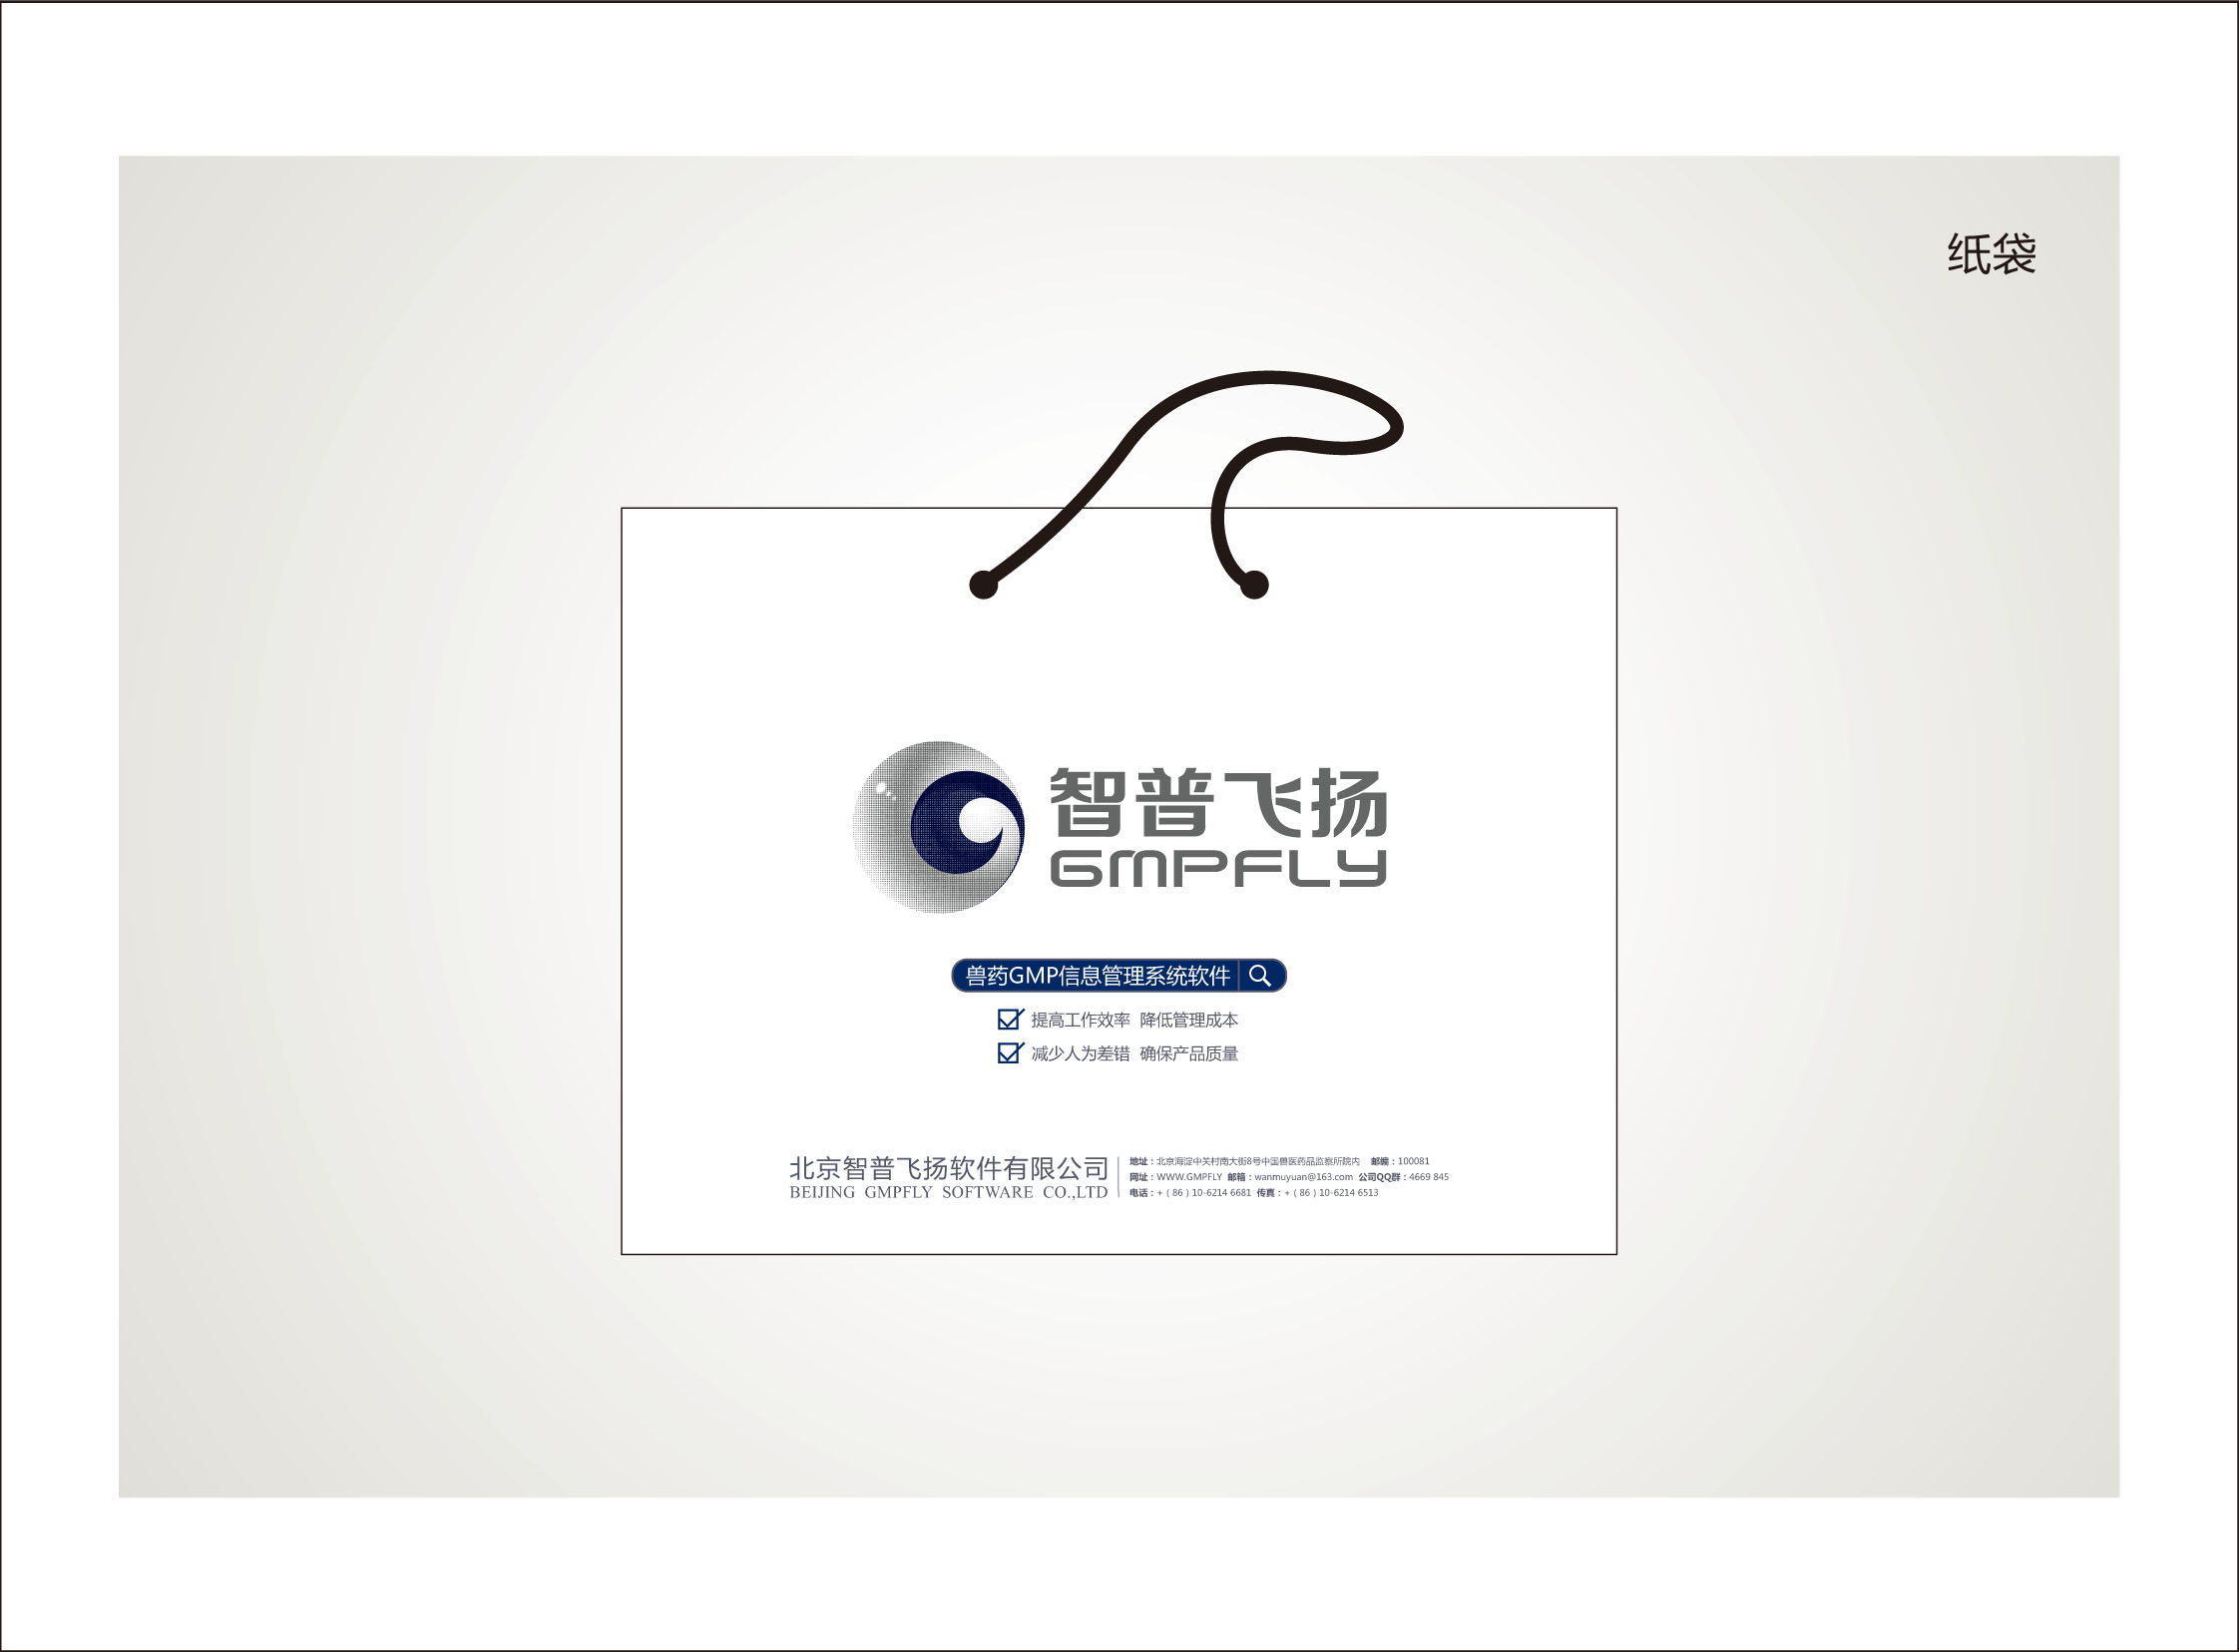 纸袋
智普飞扬
GMPFLY
兽药GMP信息管理系统软件
提高工作效率 降低管理成本
减少人为差错 确保产品质量
北京智普飞扬软件有限公司
BEIJING GMPFLY SOFTWARE CO.,LTD
地址：北京海淀中关村南大街8号中国兽医药品监察所院内 邮编：100081
网址：WWW.GMPFLY 邮箱：wanmuyuan@163.com 公司QQ群：4669 845
电话：+（86）10-6214 6681 传真：+（86）10-6214 6513